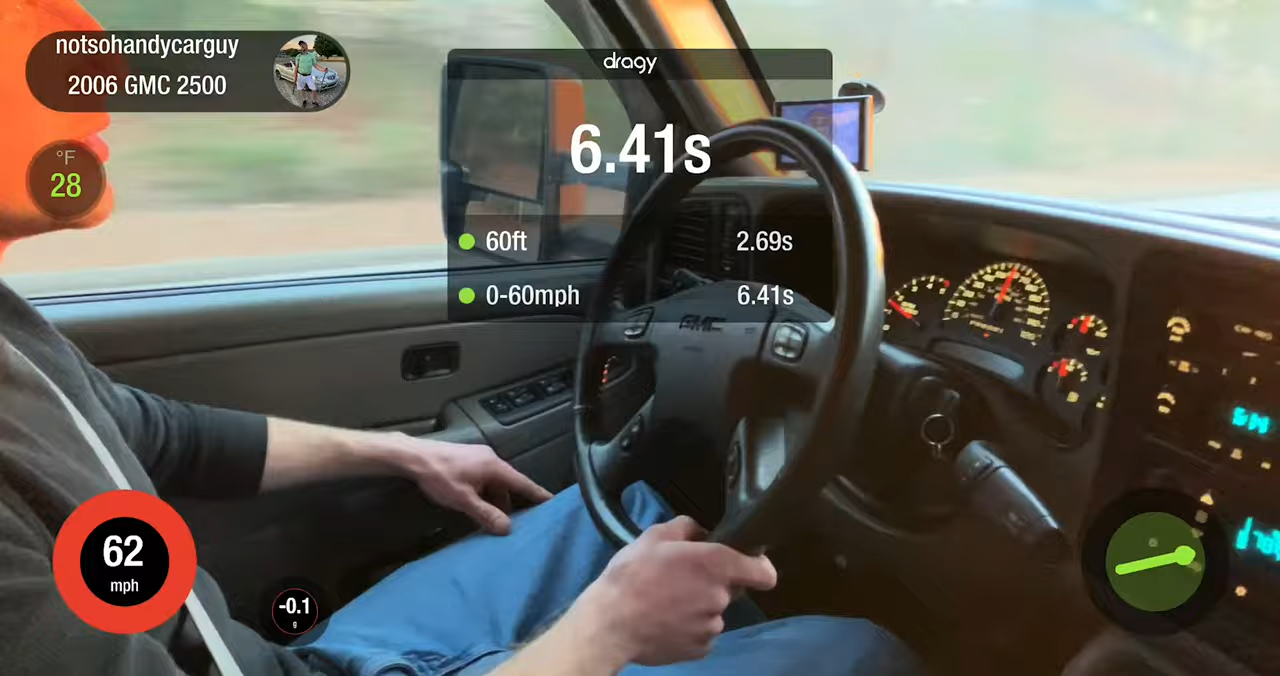 notsohandycarguy
2006 GMC 2500
°F
28
dragy
6.41s
60ft 2.69s
0-60mph 6.41s
GMC
62
mph
-0.1
g